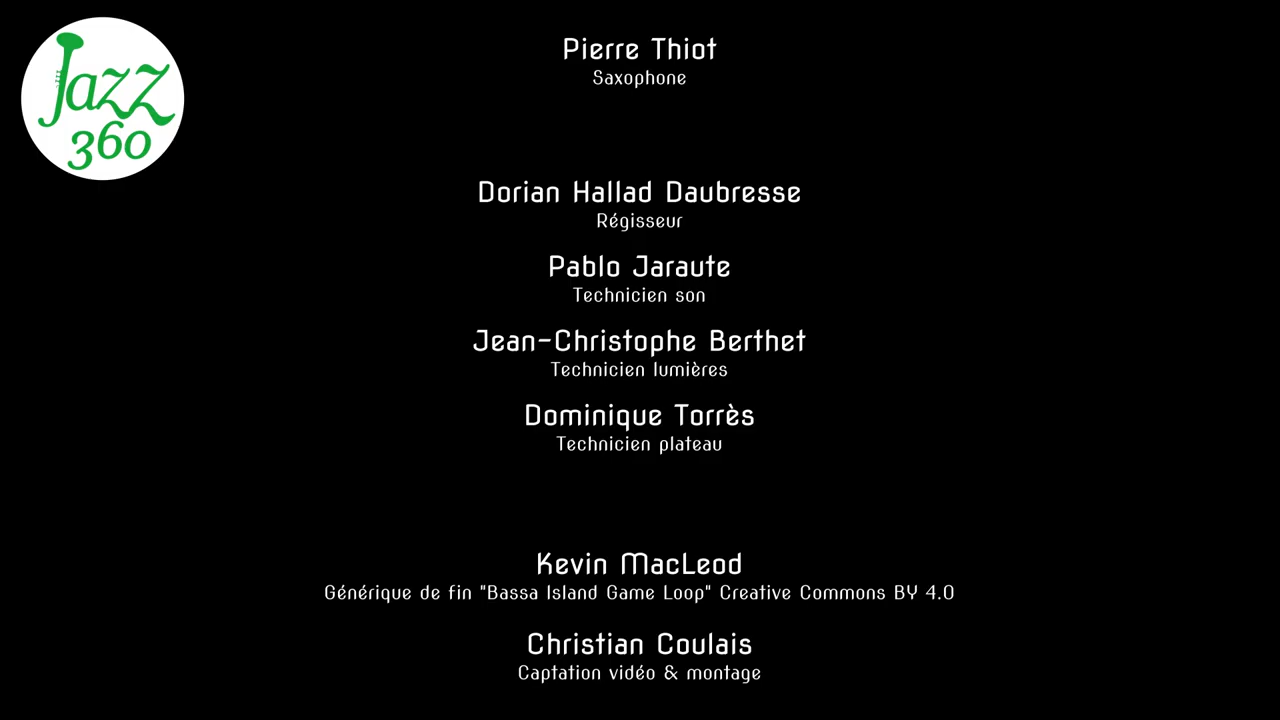 Jazz
360
Pierre Thiot
Saxophone
Dorian Hallad Daubresse
Régisseur
Pablo Jaraute
Technicien son
Jean-Christophe Berthet
Technicien lumières
Dominique Torrès
Technicien plateau
Kevin MacLeod
Générique de fin "Bassa Island Game Loop" Creative Commons BY 4.0
Christian Coulais
Captation vidéo & montage